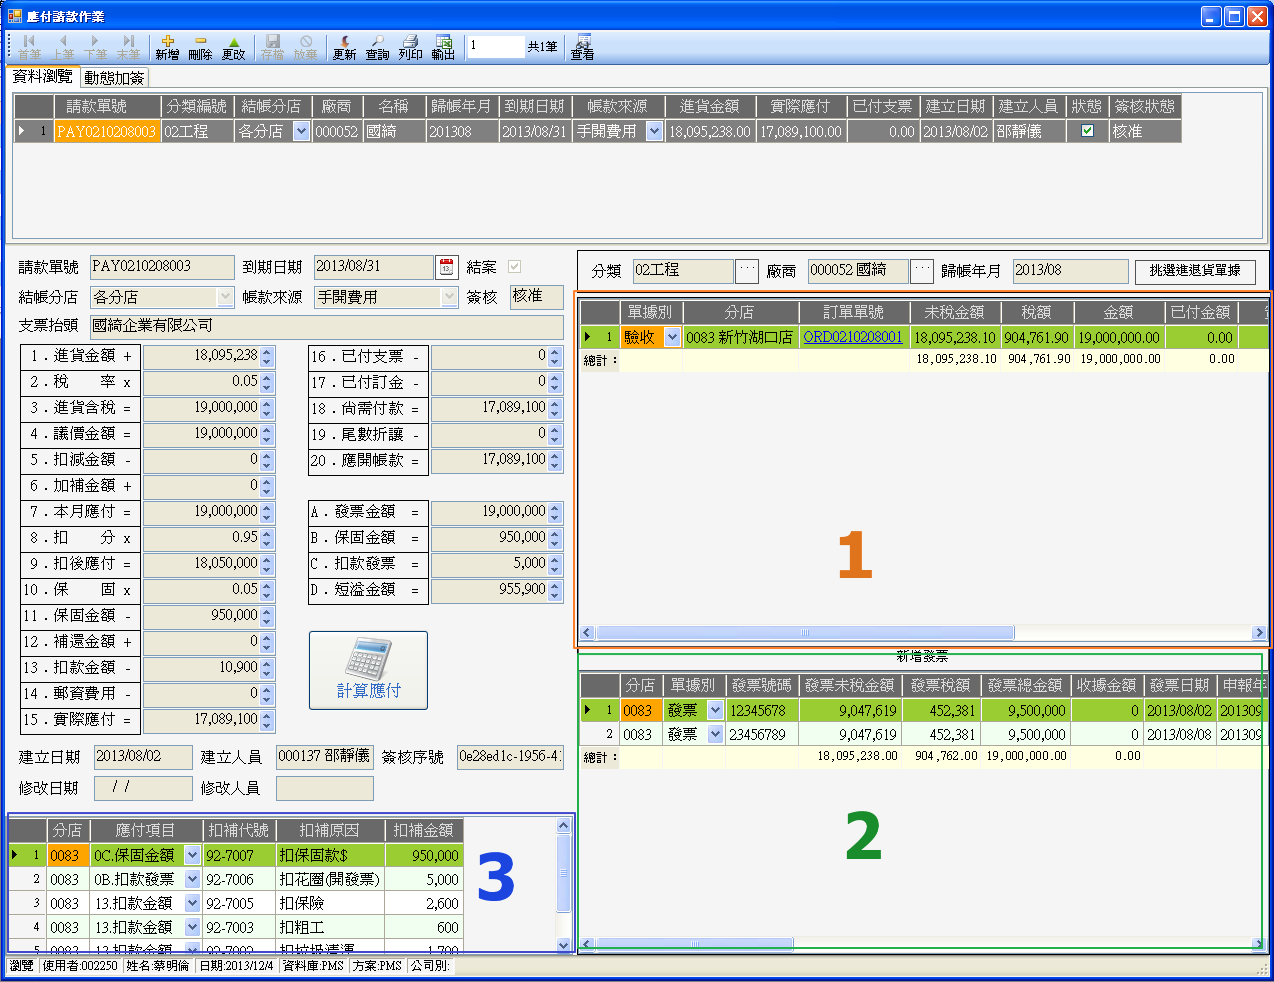 應付請款作業
首筆 上筆 下筆 末筆 新增 刪除 更改 存檔 放棄 更新 查詢 列印 輸出 1 共1筆 查看
資料瀏覽 動態加簽
請款單號 分類編號 結帳分店 廠商 名稱 歸帳年月 到期日期 帳款來源 進貨金額 實際應付 已付支票 建立日期 建立人員 狀態 簽核狀態
1 PAY0210208003 02工程 各分店 000052 國綺 201308 2013/08/31 手開費用 18,095,238.00 17,089,100.00 0.00 2013/08/02 邵靜儀 核准
請款單號 PAY0210208003 到期日期 2013/08/31 結案
結帳分店 各分店 帳款來源 手開費用 簽核 核准
支票抬頭 國綺企業有限公司
1．進貨金額 + 18,095,238
2．稅 率 x 0.05
3．進貨含稅 = 19,000,000
4．議價金額 = 19,000,000
5．扣減金額 - 0
6．加補金額 + 0
7．本月應付 = 19,000,000
8．扣 分 x 0.95
9．扣後應付 = 18,050,000
10．保 固 x 0.05
11．保固金額 - 950,000
12．補還金額 + 0
13．扣款金額 - 10,900
14．郵資費用 - 0
15．實際應付 = 17,089,100
16．已付支票 - 0
17．已付訂金 - 0
18．尚需付款 = 17,089,100
19．尾數折讓 - 0
20．應開帳款 = 17,089,100
A．發票金額 = 19,000,000
B．保固金額 = 950,000
C．扣款發票 = 5,000
D．短溢金額 = 955,900
計算應付
建立日期 2013/08/02 建立人員 000137 邵靜儀 簽核序號 0e28ed1c-1956-4
修改日期 / / 修改人員
分店 應付項目 扣補代號 扣補原因 扣補金額
1 0083 0C.保固金額 92-7007 扣保固款$ 950,000
2 0083 0B.扣款發票 92-7006 扣花圈(開發票) 5,000
3 0083 13.扣款金額 92-7005 扣保險 2,600
4 0083 13.扣款金額 92-7003 扣粗工 600
5 0083 13.扣款金額 92-7002 扣垃圾清運 1,700
3
分類 02工程 ... 廠商 000052 國綺 ... 歸帳年月 2013/08 挑選進退貨單據
單據別 分店 訂單單號 未稅金額 稅額 金額 已付金額
1 驗收 0083 新竹湖口店 ORD0210208001 18,095,238.10 904,761.90 19,000,000.00 0.00
總計： 18,095,238.10 904,761.90 19,000,000.00 0.00
1
新增發票
分店 單據別 發票號碼 發票未稅金額 發票稅額 發票總金額 收據金額 發票日期 申報年
1 0083 發票 12345678 9,047,619 452,381 9,500,000 0 2013/08/02 201309
2 0083 發票 23456789 9,047,619 452,381 9,500,000 0 2013/08/08 201309
總計： 18,095,238.00 904,762.00 19,000,000.00 0.00
2
瀏覽 使用者:002250 姓名:蔡明倫 日期:2013/12/4 資料庫:PMS 方案:PMS 公司別: